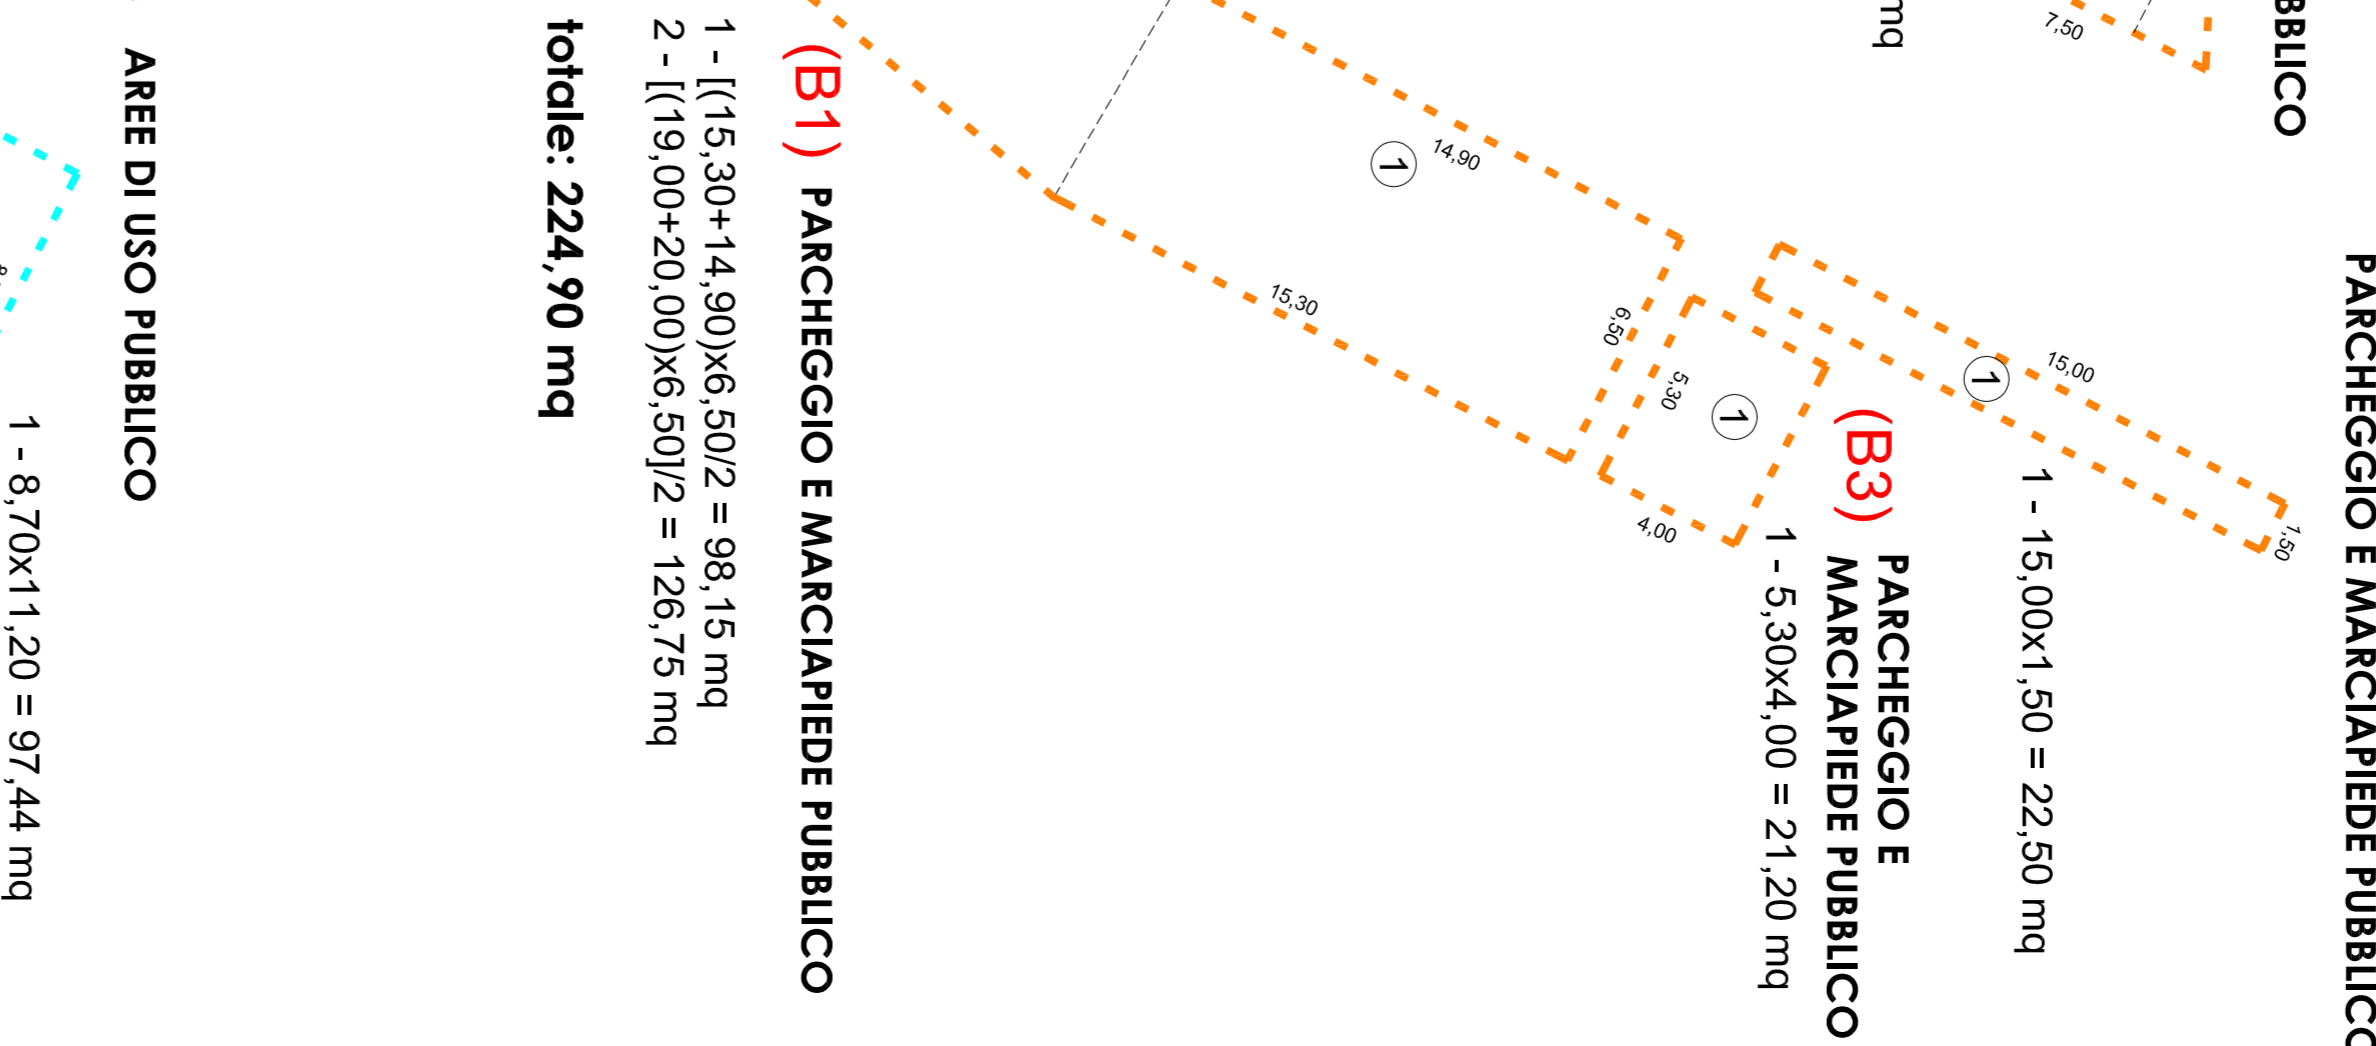 BBLICO
PARCHEGGIO E MARCIAPIEDE PUBBLICO
1 - 15,00x1,50 = 22,50 mq
mq
(B3) PARCHEGGIO E
MARCIAPIEDE PUBBLICO
1 - 5,30x4,00 = 21,20 mq
7,50
15,00
1
1,50
14,90
1
15,30
6,50
5,30
1
4,00
(B1) PARCHEGGIO E MARCIAPIEDE PUBBLICO
1 - [(15,30+14,90)x6,50/2 = 98,15 mq
2 - [(19,00+20,00)x6,50]/2 = 126,75 mq
totale: 224,90 mq
AREE DI USO PUBBLICO
1 - 8,70x11,20 = 97,44 mq